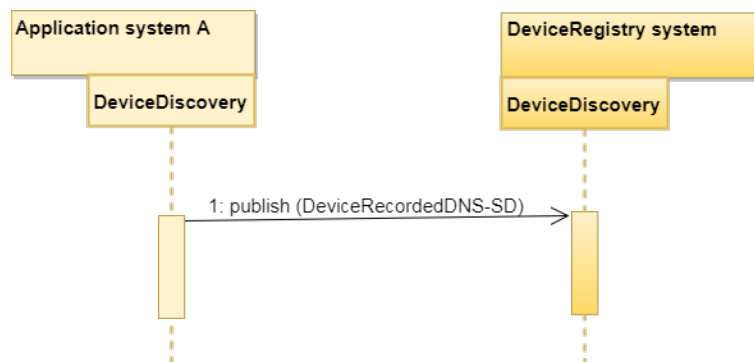 Application system A
DeviceRegistry system
DeviceDiscovery
DeviceDiscovery
1: publish (DeviceRecordedDNS-SD)